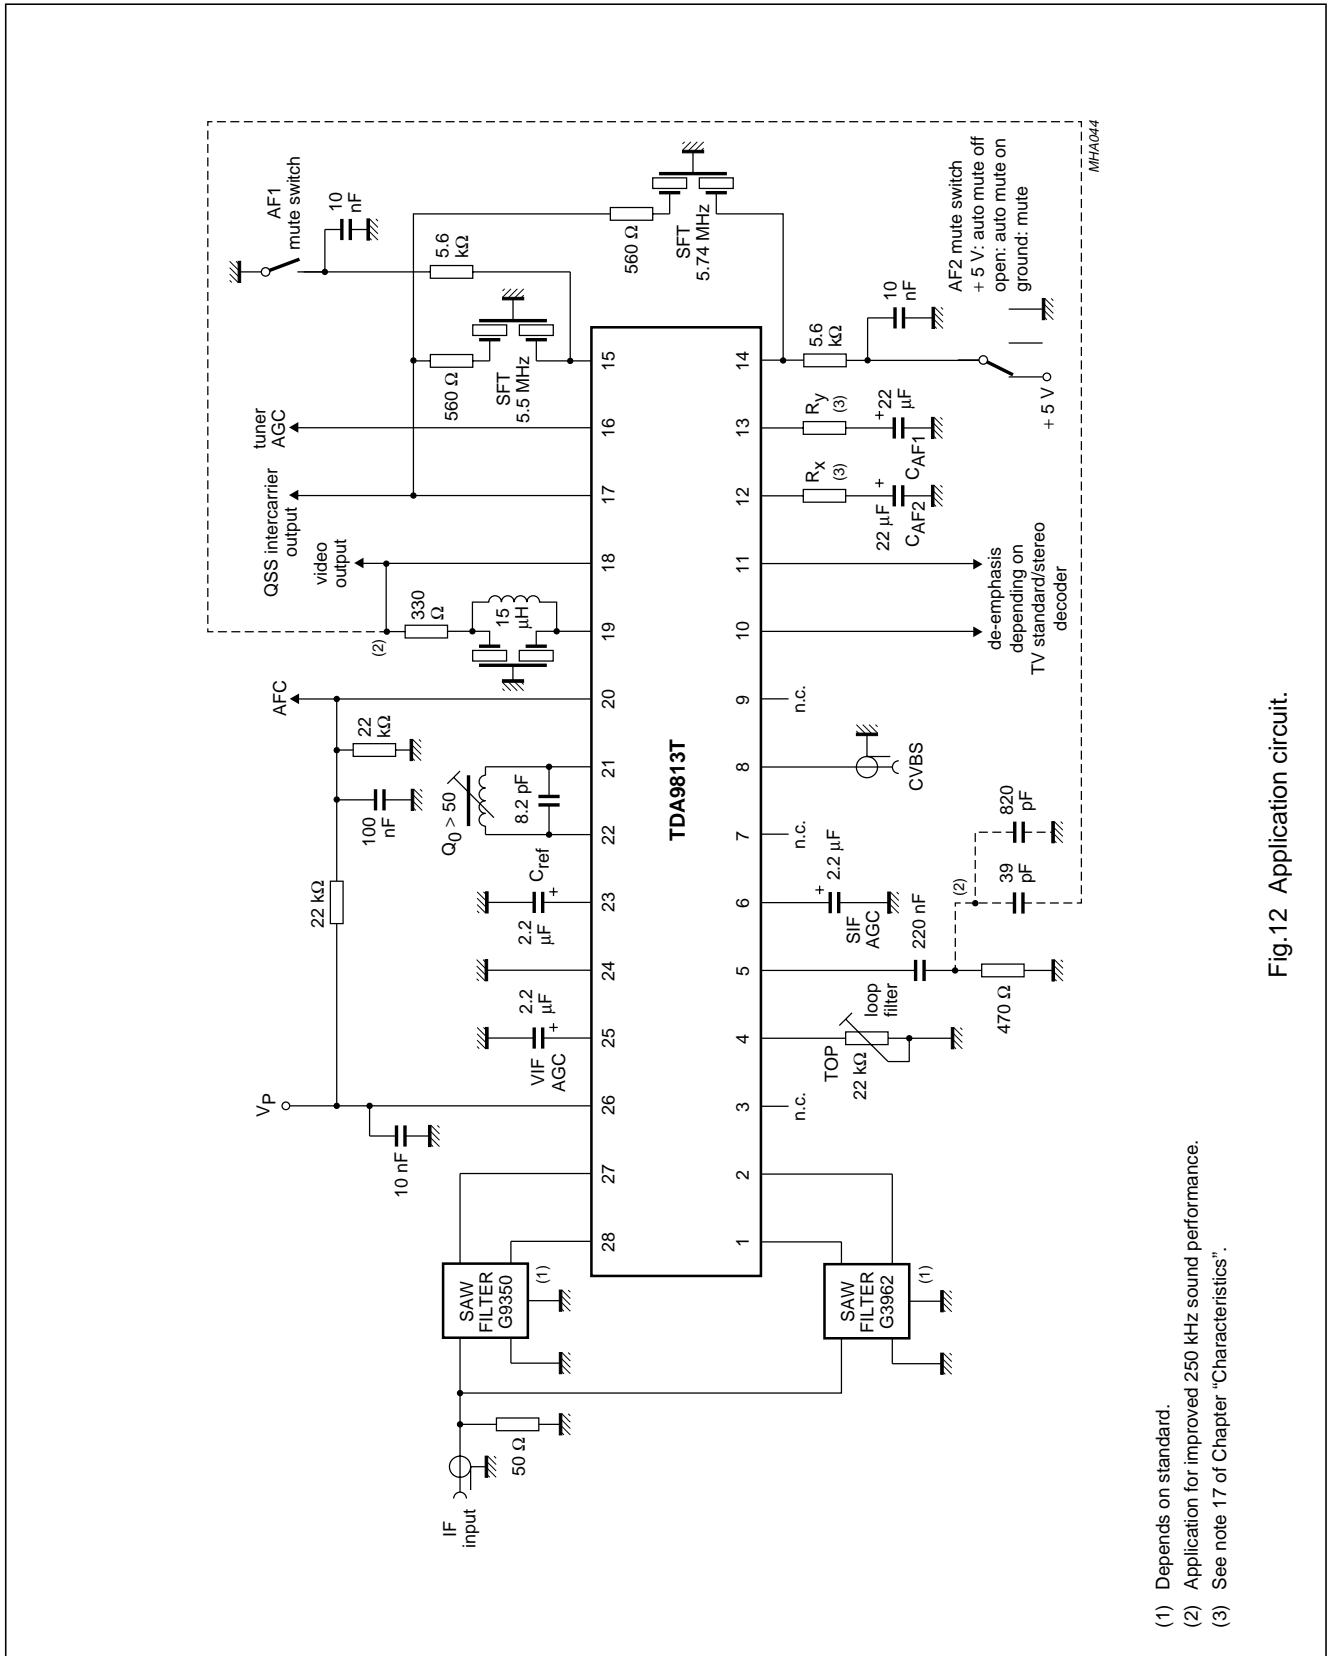 AF1
mute switch
10
nF
5.6
kΩ
560 Ω
SFT
5.5 MHz
560 Ω
SFT
5.74 MHz
MHA044
tuner
AGC
QSS intercarrier
output
video
output
(2)
330
Ω
15
μH
AFC
22
kΩ
100
nF
22 kΩ
Q0 > 50
8.2 pF
Cref
+
2.2
μF
2.2
μF
+
VIF
AGC
VP
10 nF
SAW
FILTER
G9350
(1)
IF
input
50 Ω
28
27
26
25
24
23
22
21
20
19
18
17
16
15
TDA9813T
1
2
3
4
5
6
7
8
9
10
11
12
13
14
SAW
FILTER
G3962
(1)
n.c.
TOP
22 kΩ
loop
filter
220 nF
470 Ω
(2)
39
pF
820
pF
+
2.2 μF
SIF
AGC
n.c.
CVBS
n.c.
de-emphasis
depending on
TV standard/stereo
decoder
Rx
(3)
+
22 μF
CAF2
Ry
(3)
+
22
μF
CAF1
5.6
kΩ
10
nF
AF2 mute switch
+ 5 V: auto mute off
open: auto mute on
ground: mute
+ 5 V
(1) Depends on standard.
(2) Application for improved 250 kHz sound performance.
(3) See note 17 of Chapter “Characteristics”.
Fig.12 Application circuit.